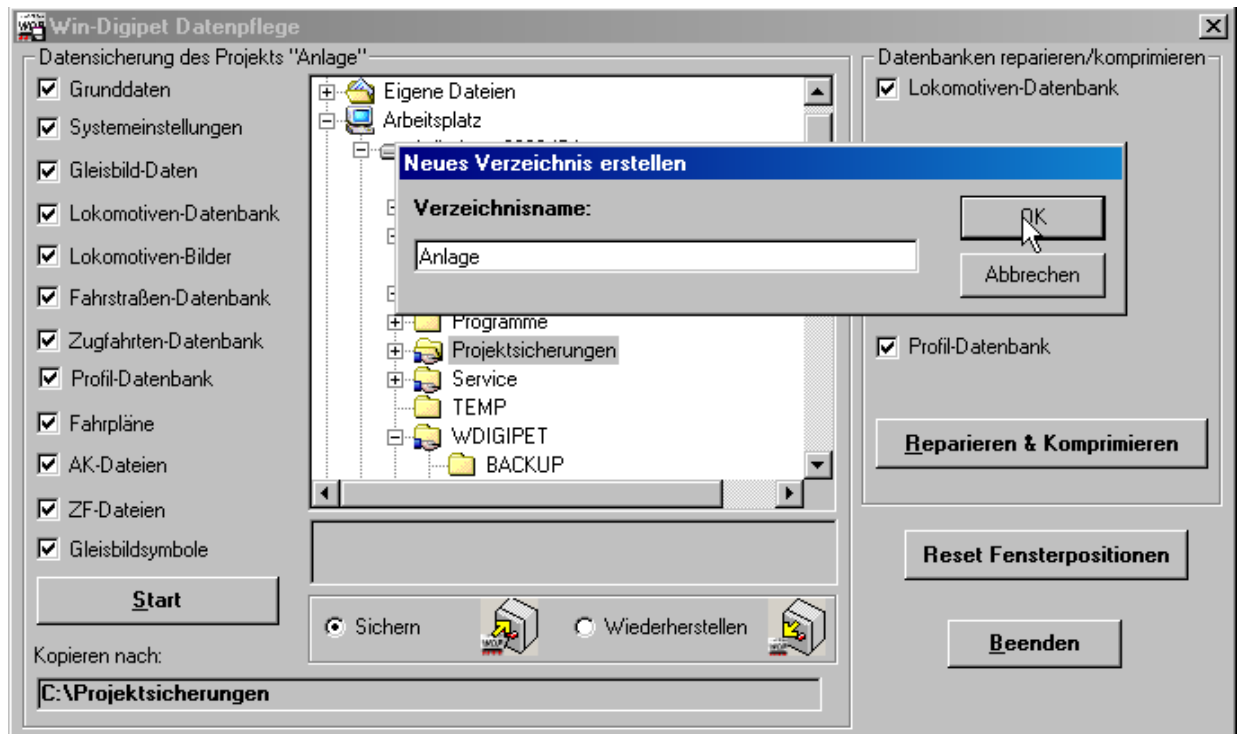 Win-Digipet Datenpflege
Datensicherung des Projekts "Anlage"
Grunddaten
Systemeinstellungen
Gleisbild-Daten
Lokomotiven-Datenbank
Lokomotiven-Bilder
Fahrstraßen-Datenbank
Zugfahrten-Datenbank
Profil-Datenbank
Fahrpläne
AK-Dateien
ZF-Dateien
Gleisbildsymbole
Start
Kopieren nach:
C:\Projektsicherungen
Eigene Dateien
Arbeitsplatz
Neues Verzeichnis erstellen
Verzeichnisname:
Anlage
OK
Abbrechen
Programme
Projektsicherungen
Service
TEMP
WDIGIPET
BACKUP
Sichern
Wiederherstellen
Datenbanken reparieren/komprimieren
Lokomotiven-Datenbank
Profil-Datenbank
Reparieren & Komprimieren
Reset Fensterpositionen
Beenden